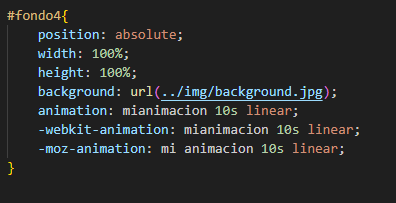 #fondo4{
position: absolute;
width: 100%;
height: 100%;
background: url(../img/background.jpg);
animation: mianimacion 10s linear;
-webkit-animation: mianimacion 10s linear;
-moz-animation: mi animacion 10s linear;
}